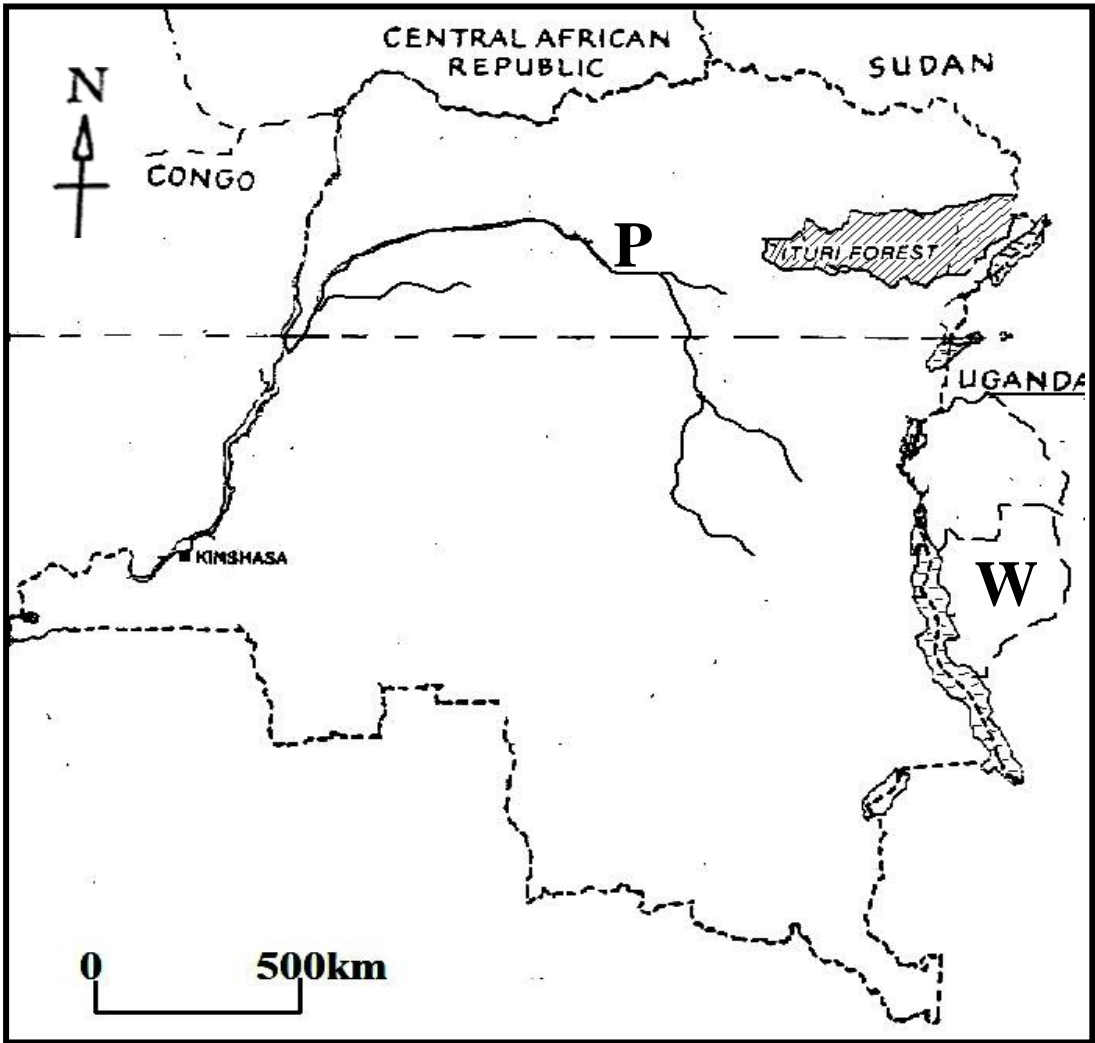 CENTRAL AFRICAN
REPUBLIC
SUDAN
N
CONGO
P
ITURI FOREST
UGANDA
KINSHASA
W
0 500km